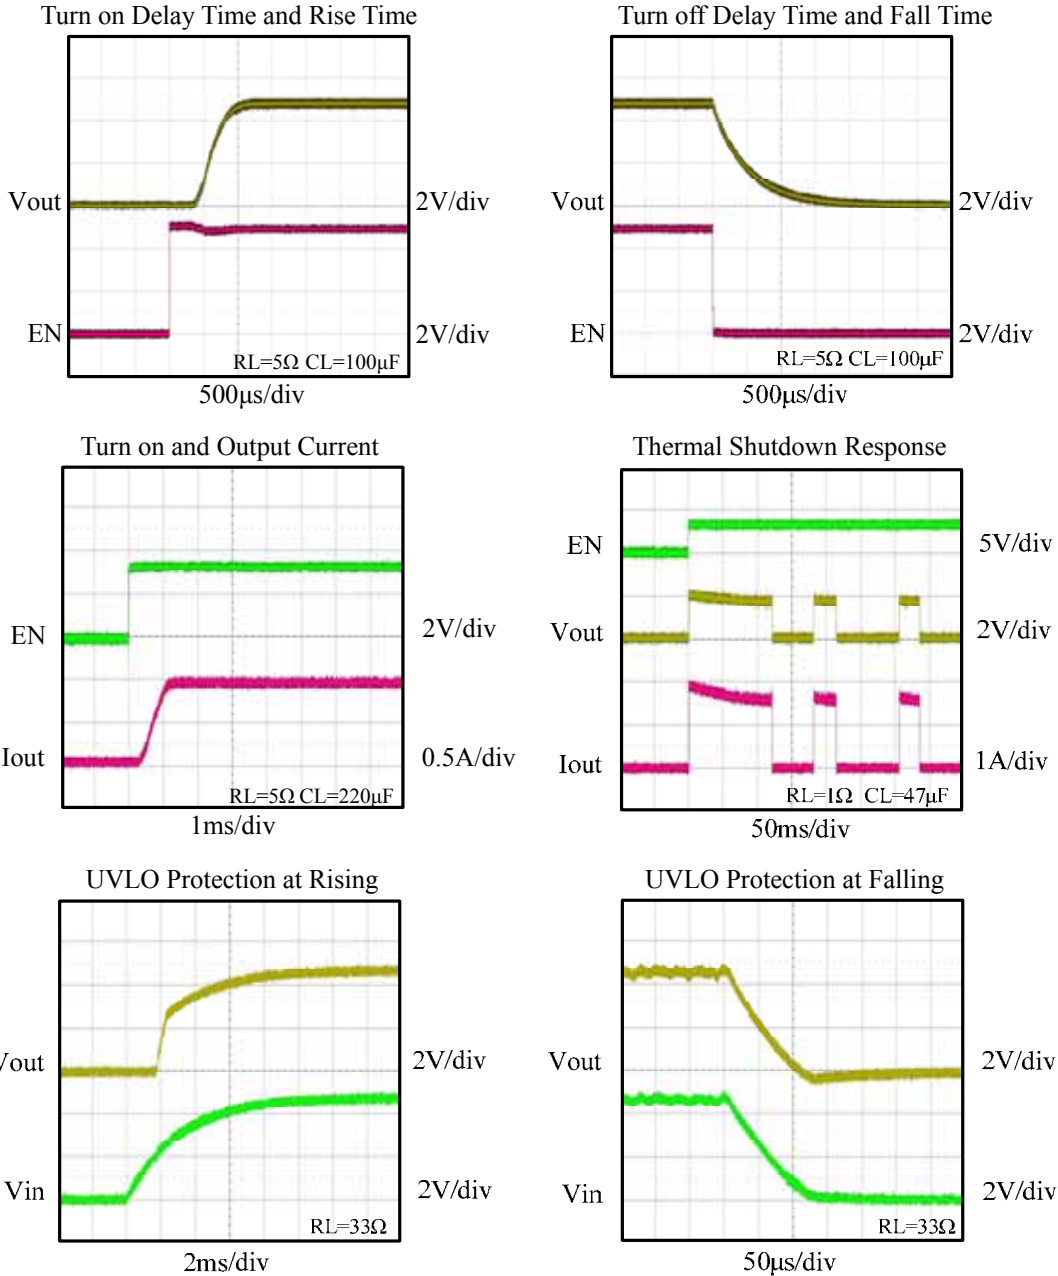 Turn on Delay Time and Rise Time
Vout
2V/div
EN
2V/div
RL=5Ω CL=100μF
500μs/div
Turn off Delay Time and Fall Time
Vout
2V/div
EN
2V/div
RL=5Ω CL=100μF
500μs/div
Turn on and Output Current
EN
2V/div
Iout
0.5A/div
RL=5Ω CL=220μF
1ms/div
Thermal Shutdown Response
EN
5V/div
Vout
2V/div
Iout
1A/div
RL=1Ω CL=47μF
50ms/div
UVLO Protection at Rising
Vout
2V/div
Vin
2V/div
RL=33Ω
2ms/div
UVLO Protection at Falling
Vout
2V/div
Vin
2V/div
RL=33Ω
50μs/div